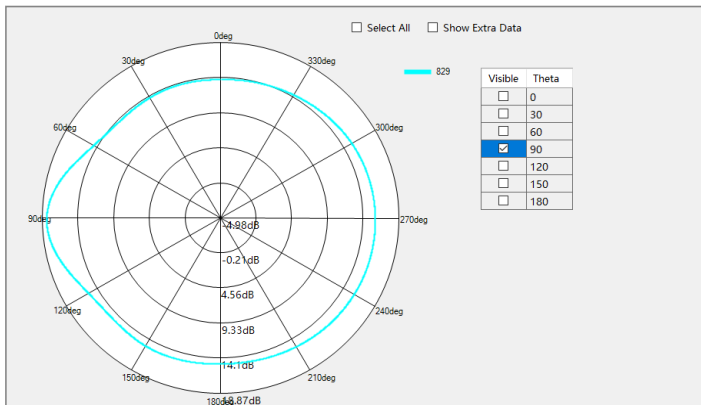 Select All
Show Extra Data
0deg
30deg
330deg
829
Visible Theta
0
30
60
90
120
150
180
60deg
300deg
90deg
270deg
-4.98dB
-0.21dB
4.56dB
120deg
240deg
9.33dB
14.1dB
150deg
210deg
180deg
18.87dB